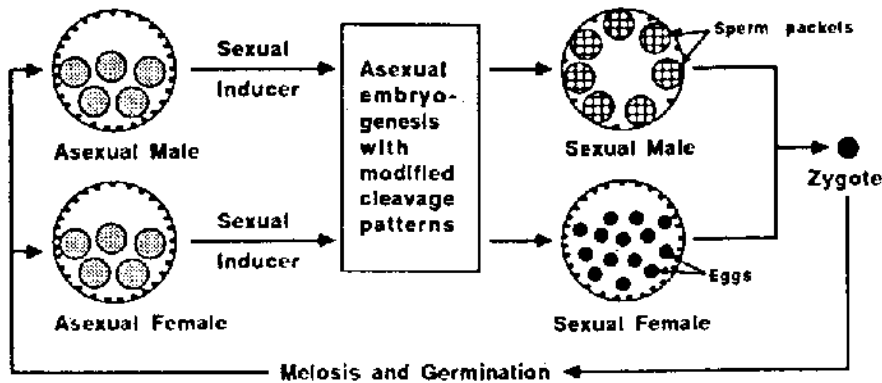 Sexual
Inducer
Asexual Male
Asexual
embryo-
genesis
with
modified
cleavage
patterns
Sperm packets
Sexual Male
Zygote
Sexual
Inducer
Asexual Female
Eggs
Sexual Female
Meiosis and Germination